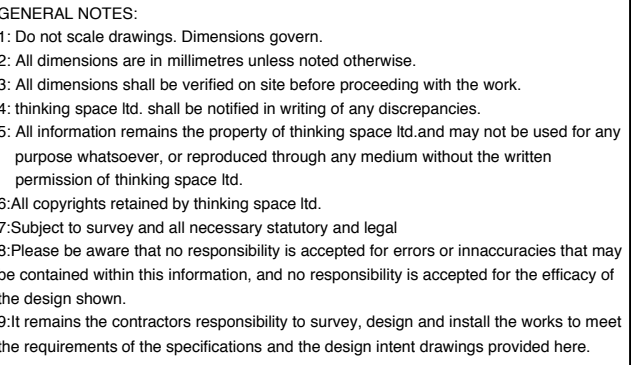 GENERAL NOTES:
1: Do not scale drawings. Dimensions govern.
2: All dimensions are in millimetres unless noted otherwise.
3: All dimensions shall be verified on site before proceeding with the work.
4: thinking space ltd. shall be notified in writing of any discrepancies.
5: All information remains the property of thinking space ltd.and may not be used for any
purpose whatsoever, or reproduced through any medium without the written
permission of thinking space ltd.
6:All copyrights retained by thinking space ltd.
7:Subject to survey and all necessary statutory and legal
8:Please be aware that no responsibility is accepted for errors or innaccuracies that may
be contained within this information, and no responsibility is accepted for the efficacy of
the design shown.
9:It remains the contractors responsibility to survey, design and install the works to meet
the requirements of the specifications and the design intent drawings provided here.